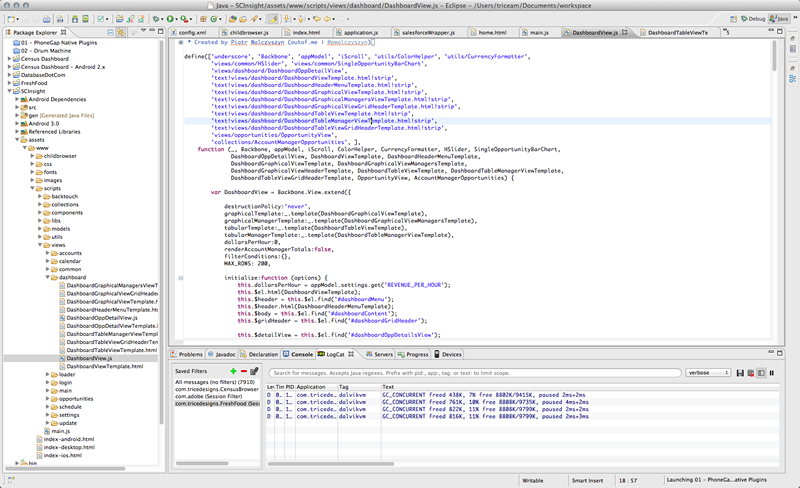 Java - SCInsight/assets/www/scripts/views/dashboard/DashboardView.js - Eclipse - /Users/triceam/Documents/workspace
Debug Java
Package Explorer
01 - PhoneGap Native Plugins
02 - Drum Machine
Census Dashboard
Census Dashboard - Android 2.x
DatabaseDotCom
FreshFood
SCInsight
Android Dependencies
src
gen [Generated Java Files]
Android 3.0
Referenced Libraries
assets
www
childbrowser
css
fonts
images
scripts
backtouch
collections
components
libs
models
utils
views
accounts
calendar
common
dashboard
DashboardGraphicalManagersViewT
DashboardGraphicalViewGridHeader
DashboardGraphicalViewTemplate.h
DashboardHeaderMenuTemplate.html
DashboardOppDetailView.js
DashboardOppDetailViewTemplate.h
DashboardTableManagerViewTempla
DashboardTableViewGridHeaderTem
DashboardTableViewTemplate.html
DashboardView.js
DashboardViewTemplate.html
loader
login
main
opportunities
schedule
settings
update
main.js
index-android.html
index-desktop.html
index-ios.html
bin
config.xml childbrowser.js index.html application.js salesforceWrapper.js home.html main.js DashboardView.js DashboardTableViewTe
* Created by Piotr Walczyszyn (outof.me | @pwalczyszyn)
define(['underscore', 'Backbone', 'appModel', 'iScroll', 'utils/ColorHelper', 'utils/CurrencyFormatter',
'views/common/HSlider', 'views/common/SingleOpportunityBarChart',
'views/dashboard/DashboardOppDetailView',
'text!views/dashboard/DashboardViewTemplate.html!strip',
'text!views/dashboard/DashboardHeaderMenuTemplate.html!strip',
'text!views/dashboard/DashboardGraphicalViewTemplate.html!strip',
'text!views/dashboard/DashboardGraphicalManagersViewTemplate.html!strip',
'text!views/dashboard/DashboardGraphicalViewGridHeaderTemplate.html!strip',
'text!views/dashboard/DashboardTableViewTemplate.html!strip',
'text!views/dashboard/DashboardTableManagerViewTemplate.html!strip',
'text!views/dashboard/DashboardTableViewGridHeaderTemplate.html!strip',
'views/opportunities/OpportunityView',
'collections/AccountManagerOpportunities', ],
function (_, Backbone, appModel, iScroll, ColorHelper, CurrencyFormatter, HSlider, SingleOpportunityBarChart,
DashboardOppDetailView, DashboardViewTemplate, DashboardHeaderMenuTemplate,
DashboardGraphicalViewTemplate, DashboardGraphicalManagersViewTemplate,
DashboardGraphicalViewGridHeaderTemplate, DashboardTableViewTemplate, DashboardTableManagerViewTemplate,
DashboardTableViewGridHeaderTemplate, OpportunityView, AccountManagerOpportunities) {
var DashboardView = Backbone.View.extend({
destructionPolicy:"never",
graphicalTemplate:_.template(DashboardGraphicalViewTemplate),
graphicalManagerTemplate:_.template(DashboardGraphicalManagersViewTemplate),
tabularTemplate:_.template(DashboardTableViewTemplate),
tabularManagerTemplate:_.template(DashboardTableManagerViewTemplate),
dollarsPerHour:0,
renderAccountManagerTotals:false,
filterConditions:{},
MAX_ROWS: 200,
initialize:function (options) {
this.dollarsPerHour = appModel.settings.get("REVENUE_PER_HOUR");
this.$el.html(DashboardViewTemplate);
this.$header = this.$el.find("#dashboardMenu");
this.$header.html(DashboardHeaderMenuTemplate);
this.$body = this.$el.find("#dashboardContent");
this.$gridHeader = this.$el.find("#dashboardGridHeader");
this.$detailView = this.$el.find("#dashboardOppDetailsView");
Problems Javadoc Declaration Console LogCat Servers Progress Devices
Saved Filters
All messages (no filters) (7910)
com.tricedesigns.CensusBrowser
com.adobe (Session Filter)
com.tricedesigns.FreshFood (Sess
Search for messages. Accepts Java regexes. Prefix with pid:, app:, tag: or text: to limit scope.
verbose
Le Tim PID Application Tag Text
D 0.. 1.. com.tricede… dalvikvm GC_CONCURRENT freed 438K, 7% free 8802K/9415K, paused 2ms+2ms
D 0.. 1.. com.tricede… dalvikvm GC_CONCURRENT freed 761K, 10% free 8808K/9735K, paused 4ms+2ms
D 0.. 1.. com.tricede… dalvikvm GC_CONCURRENT freed 822K, 11% free 8808K/9799K, paused 2ms+2ms
D 0.. 1.. com.tricede… dalvikvm GC_CONCURRENT freed 816K, 11% free 8808K/9799K, paused 2ms+3ms
Writable Smart Insert 18 : 57 Launching 01 - PhoneGa...ative Plugins